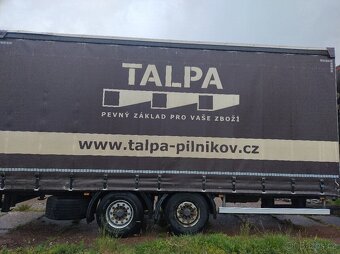 TALPA
PEVNÝ ZÁKLAD PRO VAŠE ZBOŽÍ
www.talpa-pilnikov.cz